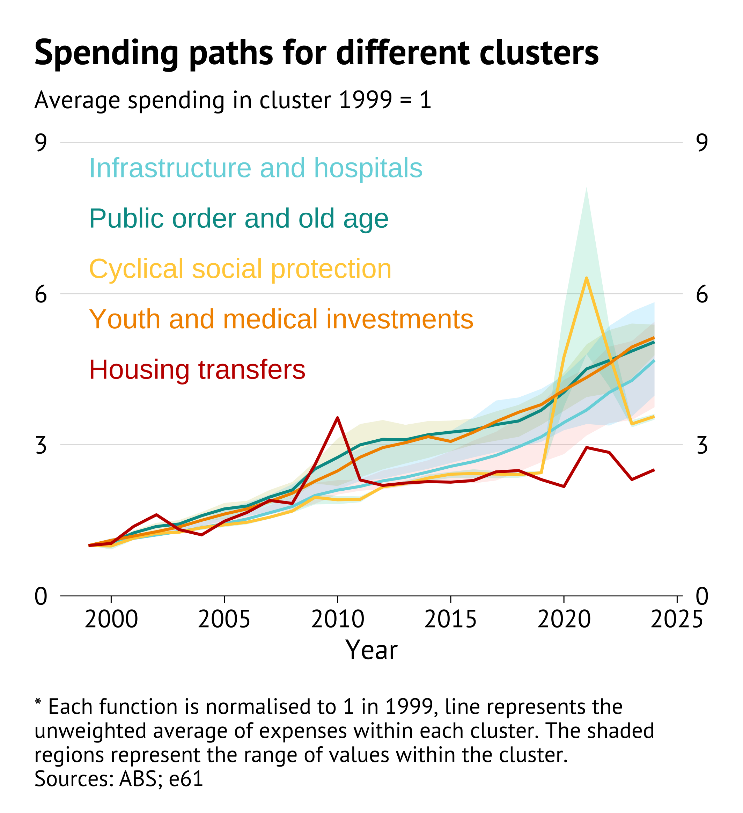 Spending paths for different clusters
Average spending in cluster 1999 = 1
9 9
Infrastructure and hospitals
Public order and old age
Cyclical social protection
6 6
Youth and medical investments
Housing transfers
3 3
0 0
2000 2005 2010 2015 2020 2025
Year
* Each function is normalised to 1 in 1999, line represents the
unweighted average of expenses within each cluster. The shaded
regions represent the range of values within the cluster.
Sources: ABS; e61